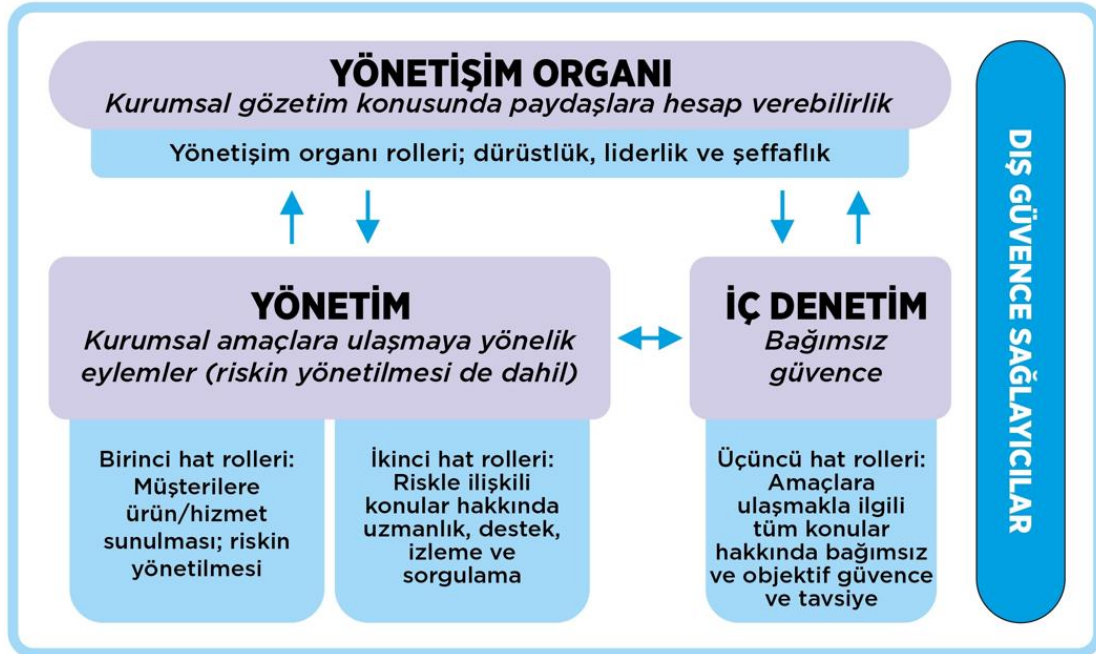 YÖNETİŞİM ORGANI
Kurumsal gözetim konusunda paydaşlara hesap verebilirlik
Yönetişim organı rolleri; dürüstlük, liderlik ve şeffaflık
YÖNETİM
Kurumsal amaçlara ulaşmaya yönelik
eylemler (riskin yönetilmesi de dahil)
Birinci hat rolleri:
Müşterilere
ürün/hizmet
sunulması; riskin
yönetilmesi
İkinci hat rolleri:
Riskle ilişkili
konular hakkında
uzmanlık, destek,
izleme ve
sorgulama
İÇ DENETİM
Bağımsız
güvence
Üçüncü hat rolleri:
Amaçlara
ulaşmakla ilgili
tüm konular
hakkında bağımsız
ve objektif güvence
ve tavsiye
DIŞ GÜVENCE SAĞLAYICILAR